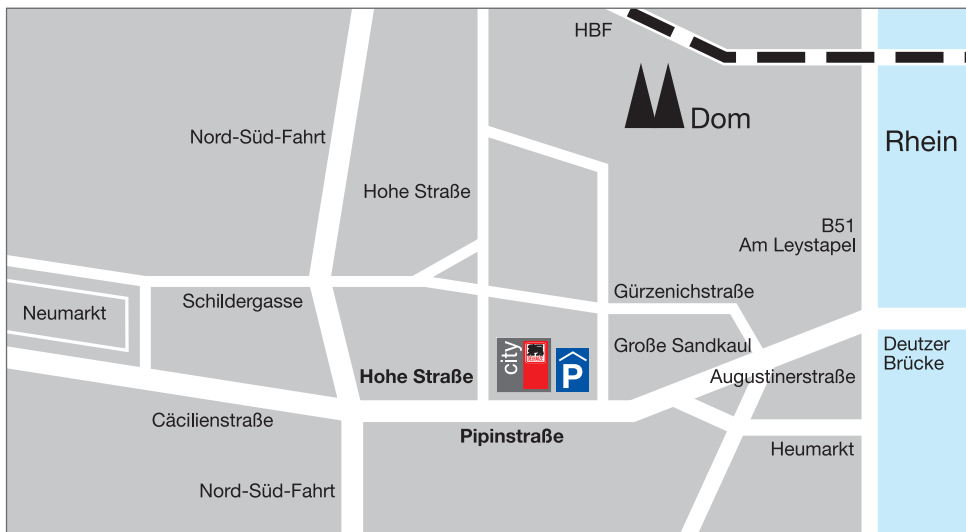 HBF
Dom
Nord-Süd-Fahrt
Rhein
Hohe Straße
B51
Am Leystapel
Schildergasse
Gürzenichstraße
Neumarkt
city
P
Große Sandkaul
Deutzer
Brücke
Hohe Straße
Augustinerstraße
Cäcilienstraße
Pipinstraße
Heumarkt
Nord-Süd-Fahrt